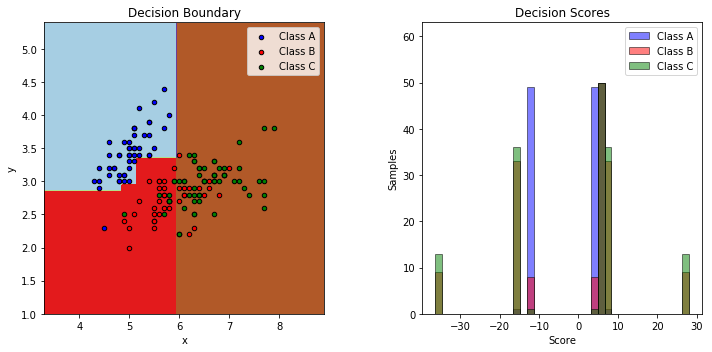 Decision Boundary
Class A
Class B
Class C
5.0
4.5
4.0
3.5
3.0
2.5
2.0
1.5
1.0
y
4 5 6 7 8
x
Decision Scores
Class A
Class B
Class C
60
50
40
30
20
10
0
Samples
−30 −20 −10 0 10 20 30
Score